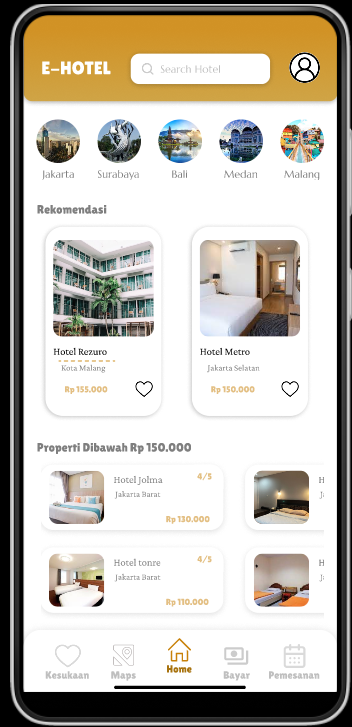 E-HOTEL
Search Hotel
Jakarta Surabaya Bali Medan Malang
Rekomendasi
Hotel Rezuro
Kota Malang
Rp 155.000
Hotel Metro
Jakarta Selatan
Rp 150.000
Properti Dibawah Rp 150.000
Hotel Jolma 4/5
Jakarta Barat
Rp 130.000
H
Hotel tonre 4/5
Jakarta Barat
Rp 110.000
H
Kesukaan Maps Home Bayar Pemesanan